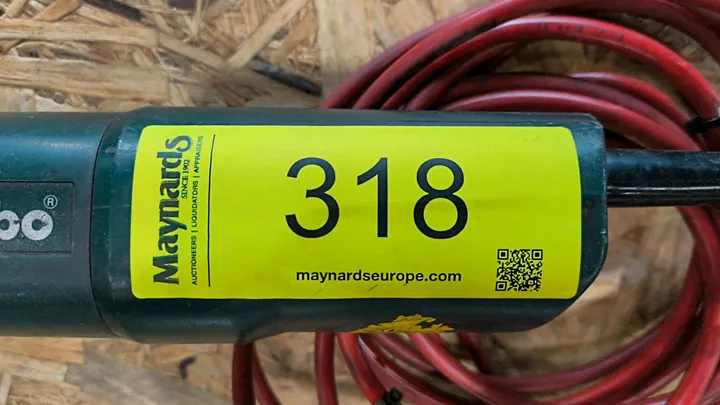 Maynards
SINCE 1902
AUCTIONEERS | LIQUIDATORS | APPRAISERS
318
maynardseurope.com
®